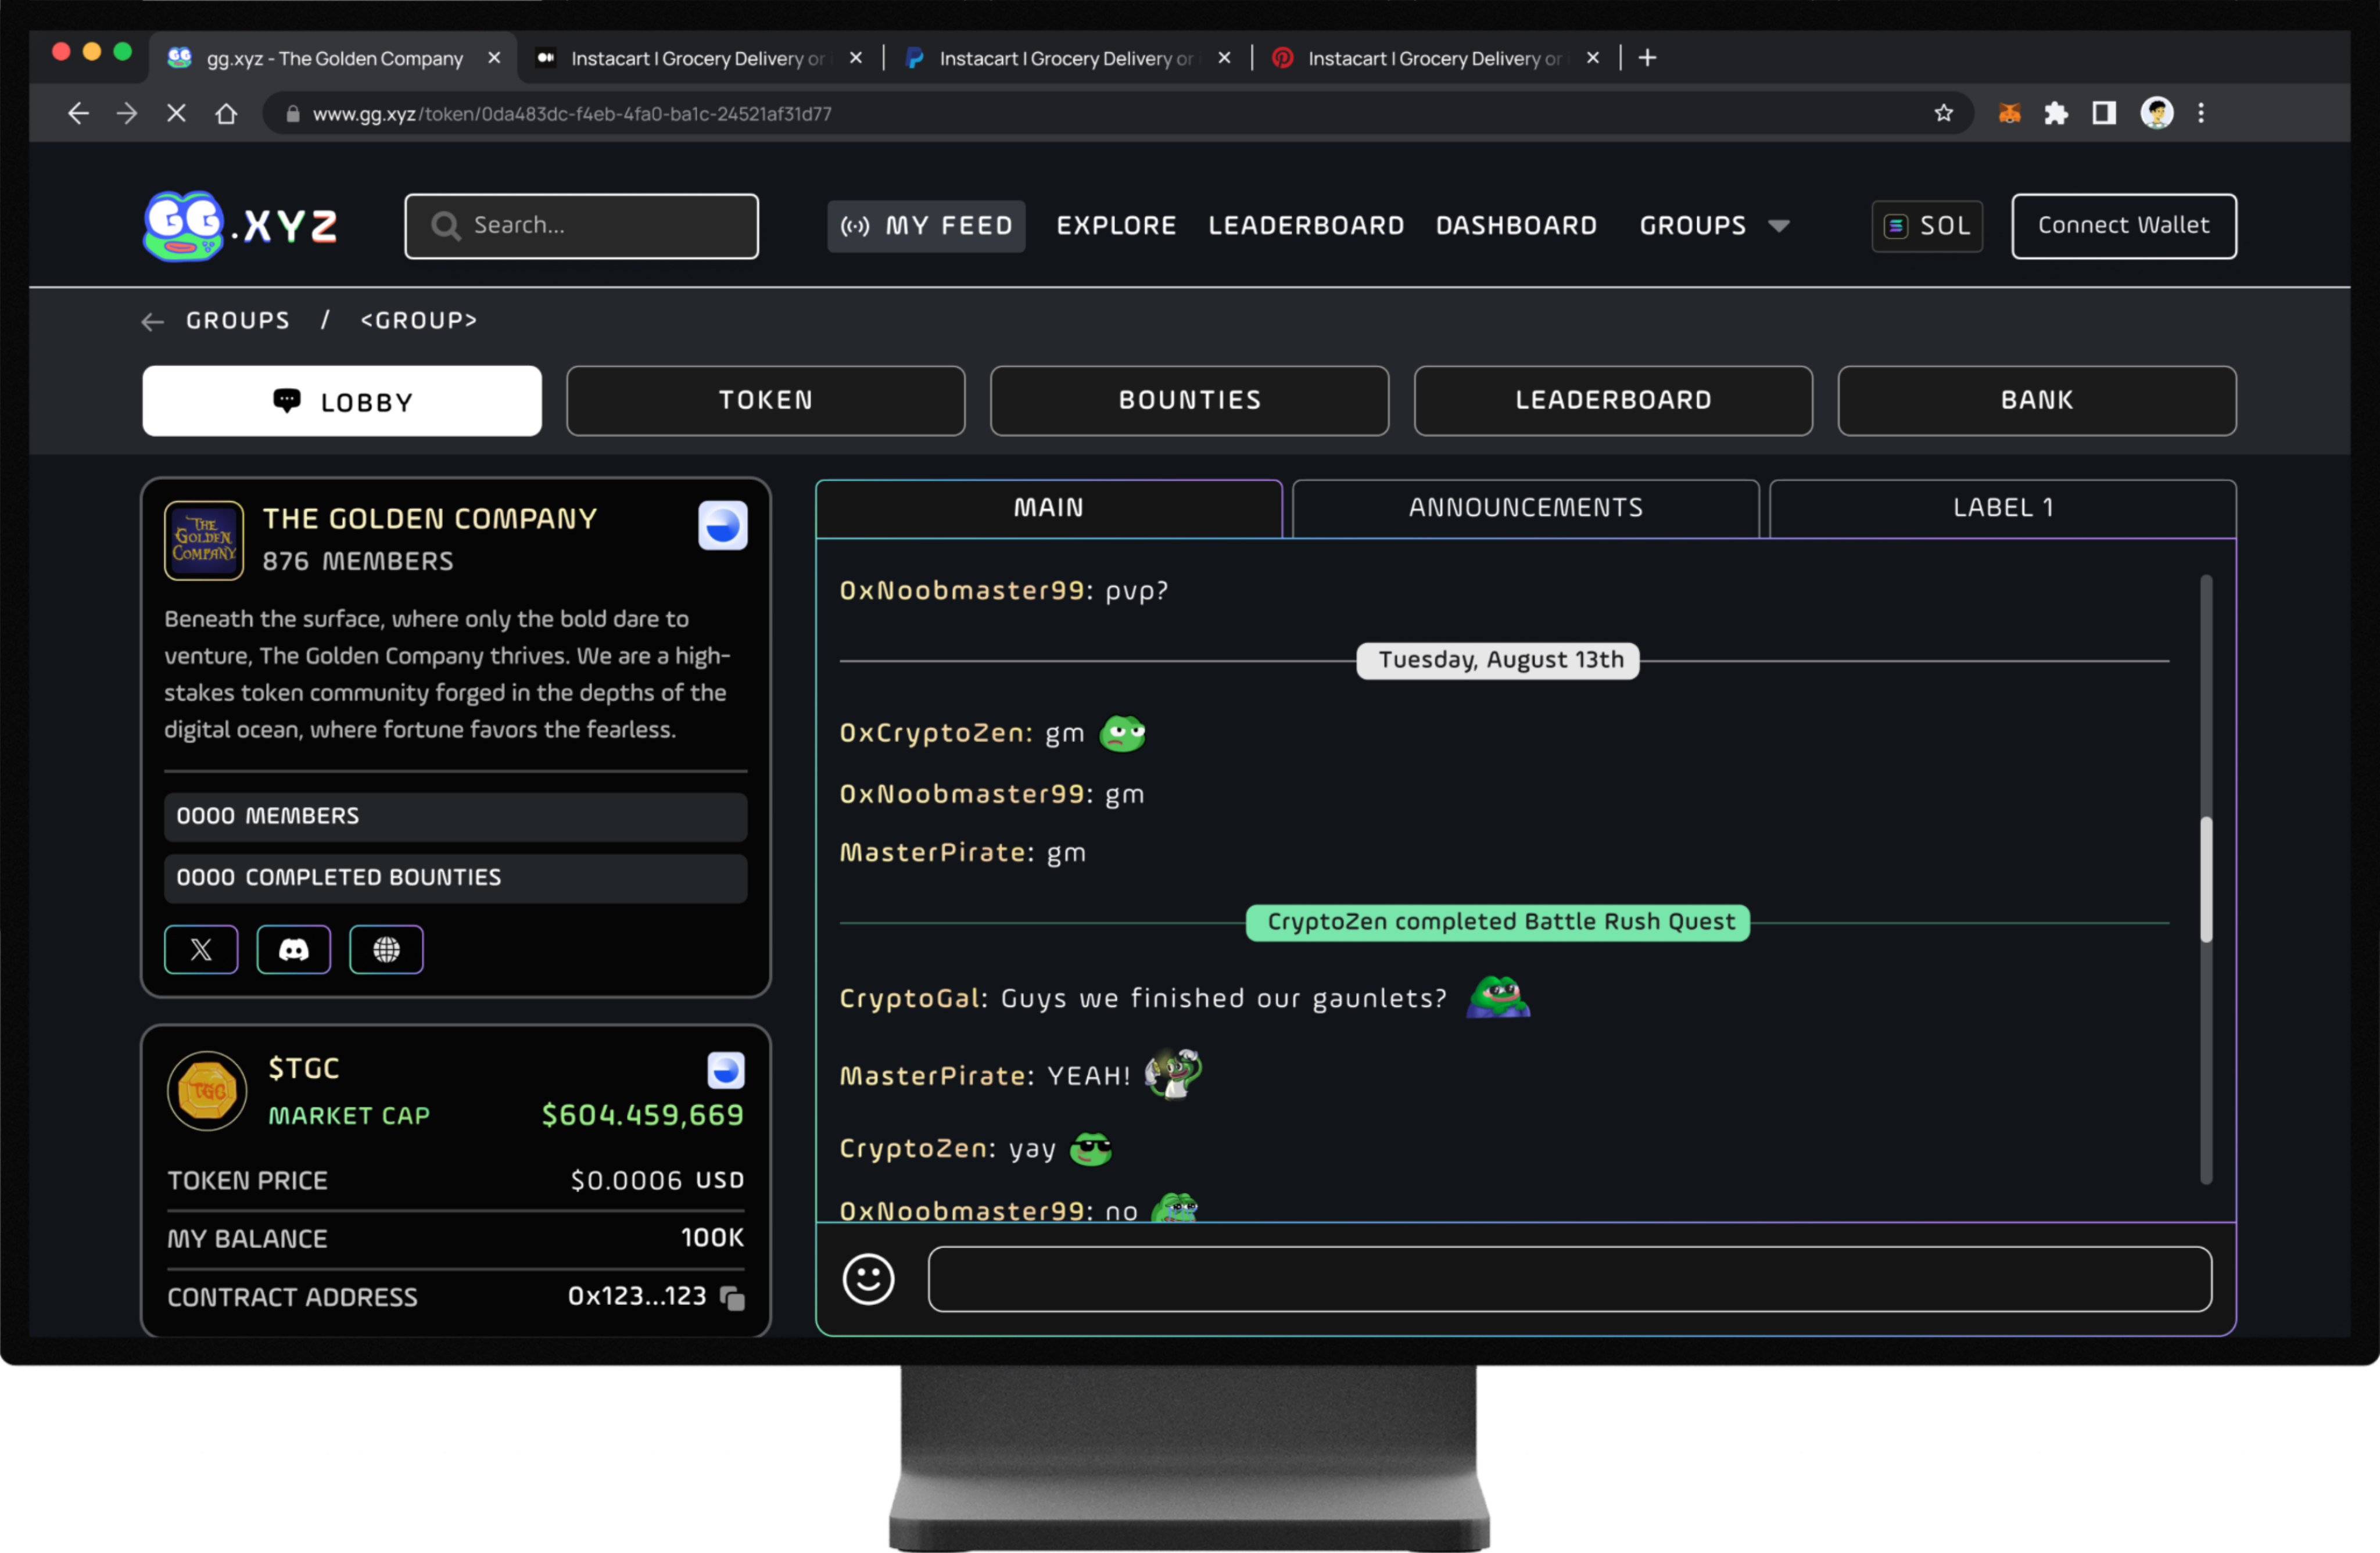 gg.xyz - The Golden Company
Instacart | Grocery Delivery or
Instacart | Grocery Delivery or
Instacart | Grocery Delivery or
www.gg.xyz/token/0da483dc-f4eb-4fa0-ba1c-24521af31d77
GG.XYZ
Search...
MY FEED
EXPLORE
LEADERBOARD
DASHBOARD
GROUPS
SOL
Connect Wallet
GROUPS / <GROUP>
LOBBY
TOKEN
BOUNTIES
LEADERBOARD
BANK
THE GOLDEN COMPANY
THE GOLDEN COMPANY
876 MEMBERS
Beneath the surface, where only the bold dare to
venture, The Golden Company thrives. We are a high-
stakes token community forged in the depths of the
digital ocean, where fortune favors the fearless.
0000 MEMBERS
0000 COMPLETED BOUNTIES
TGC
$TGC
MARKET CAP $604.459,669
TOKEN PRICE $0.0006 USD
MY BALANCE 100K
CONTRACT ADDRESS 0x123...123
MAIN
ANNOUNCEMENTS
LABEL 1
0xNoobmaster99: pvp?
Tuesday, August 13th
0xCryptoZen: gm
0xNoobmaster99: gm
MasterPirate: gm
CryptoZen completed Battle Rush Quest
CryptoGal: Guys we finished our gaunlets?
MasterPirate: YEAH!
CryptoZen: yay
0xNoobmaster99: no